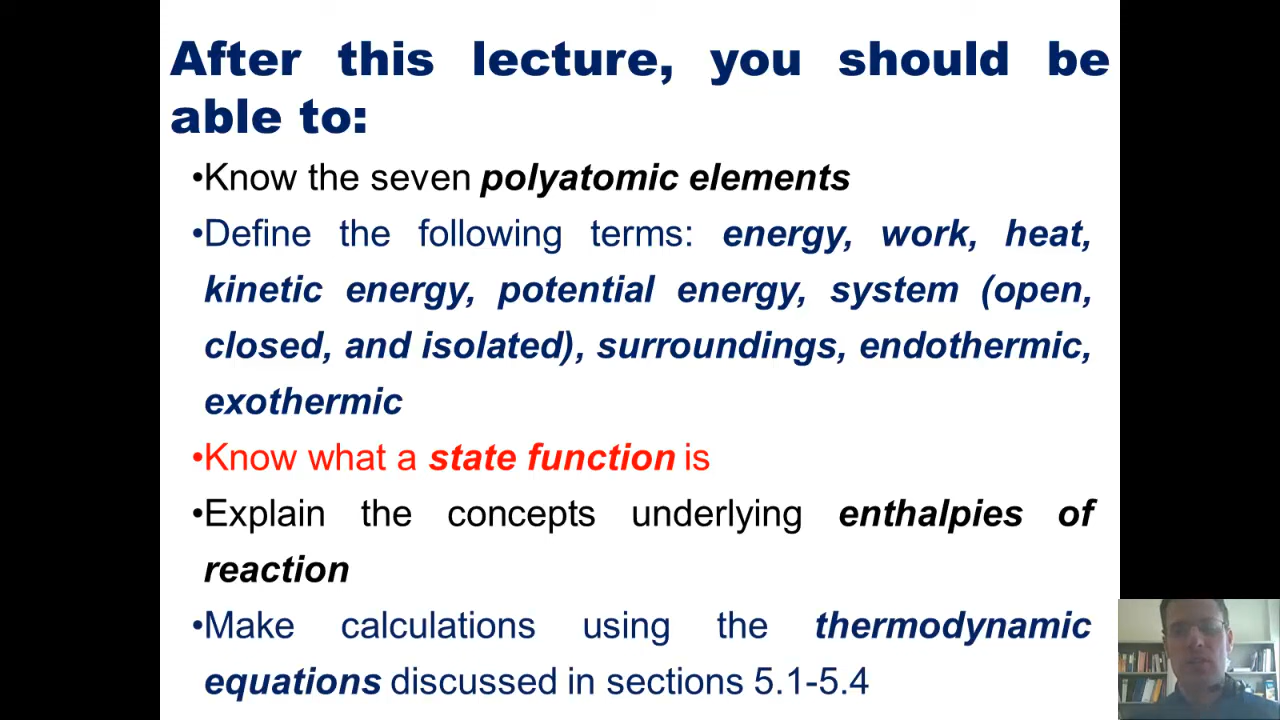 After this lecture, you should be
able to:
•Know the seven polyatomic elements
•Define the following terms: energy, work, heat,
kinetic energy, potential energy, system (open,
closed, and isolated), surroundings, endothermic,
exothermic
•Know what a state function is
•Explain the concepts underlying enthalpies of
reaction
•Make calculations using the thermodynamic
equations discussed in sections 5.1-5.4